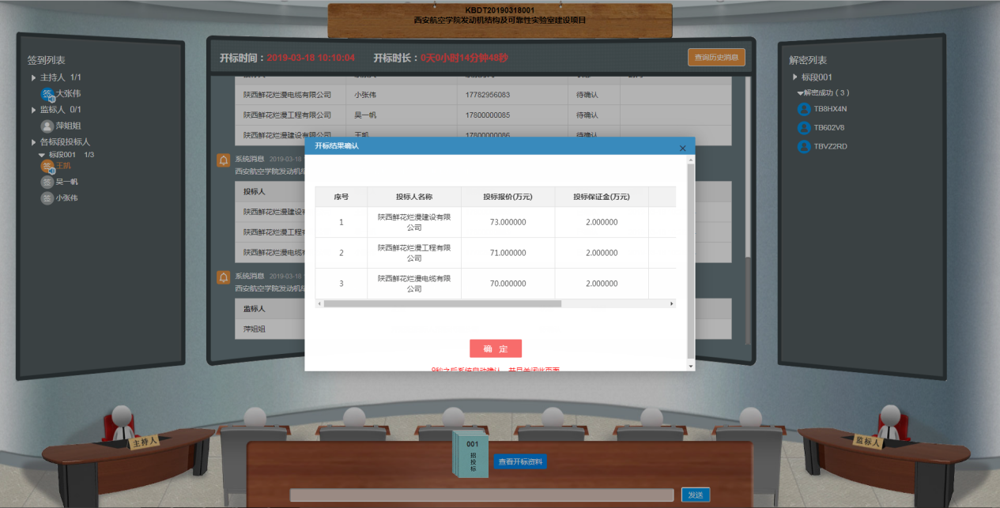 KBDT20190318001
西安航空学院发动机结构及可靠性实验室建设项目
签到列表
主持人 1/1
签 大张伟
监标人 0/1
萍姐姐
各标段投标人
标段001 1/3
签 王凯
签 吴一帆
签 小张伟
开标时间：2019-03-18 10:10:04 开标时长：0天0小时14分钟48秒
查询历史消息
陕西鲜花烂漫电缆有限公司 小张伟 17782956083 待确认
陕西鲜花烂漫工程有限公司 吴一帆 17800000085 待确认
陕西鲜花烂漫建设有限公司 王凯 17800000086 待确认
系统消息 2019-03-18
西安航空学院发动机结
投标人
陕西鲜花烂漫建设
陕西鲜花烂漫工程
陕西鲜花烂漫电缆
系统消息 2019-03-18
西安航空学院发动机结
监标人
萍姐姐
开标结果确认
序号 投标人名称 投标报价(万元) 投标保证金(万元)
1 陕西鲜花烂漫建设有限公司 73.000000 2.000000
2 陕西鲜花烂漫工程有限公司 71.000000 2.000000
3 陕西鲜花烂漫电缆有限公司 70.000000 2.000000
确 定
9秒之后系统自动确认，并且关闭此页面
解密列表
标段001
解密成功（3）
TB8HX4N
TB602V8
TBVZ2RD
主持人
监标人
001
招投标
查看开标资料
发送